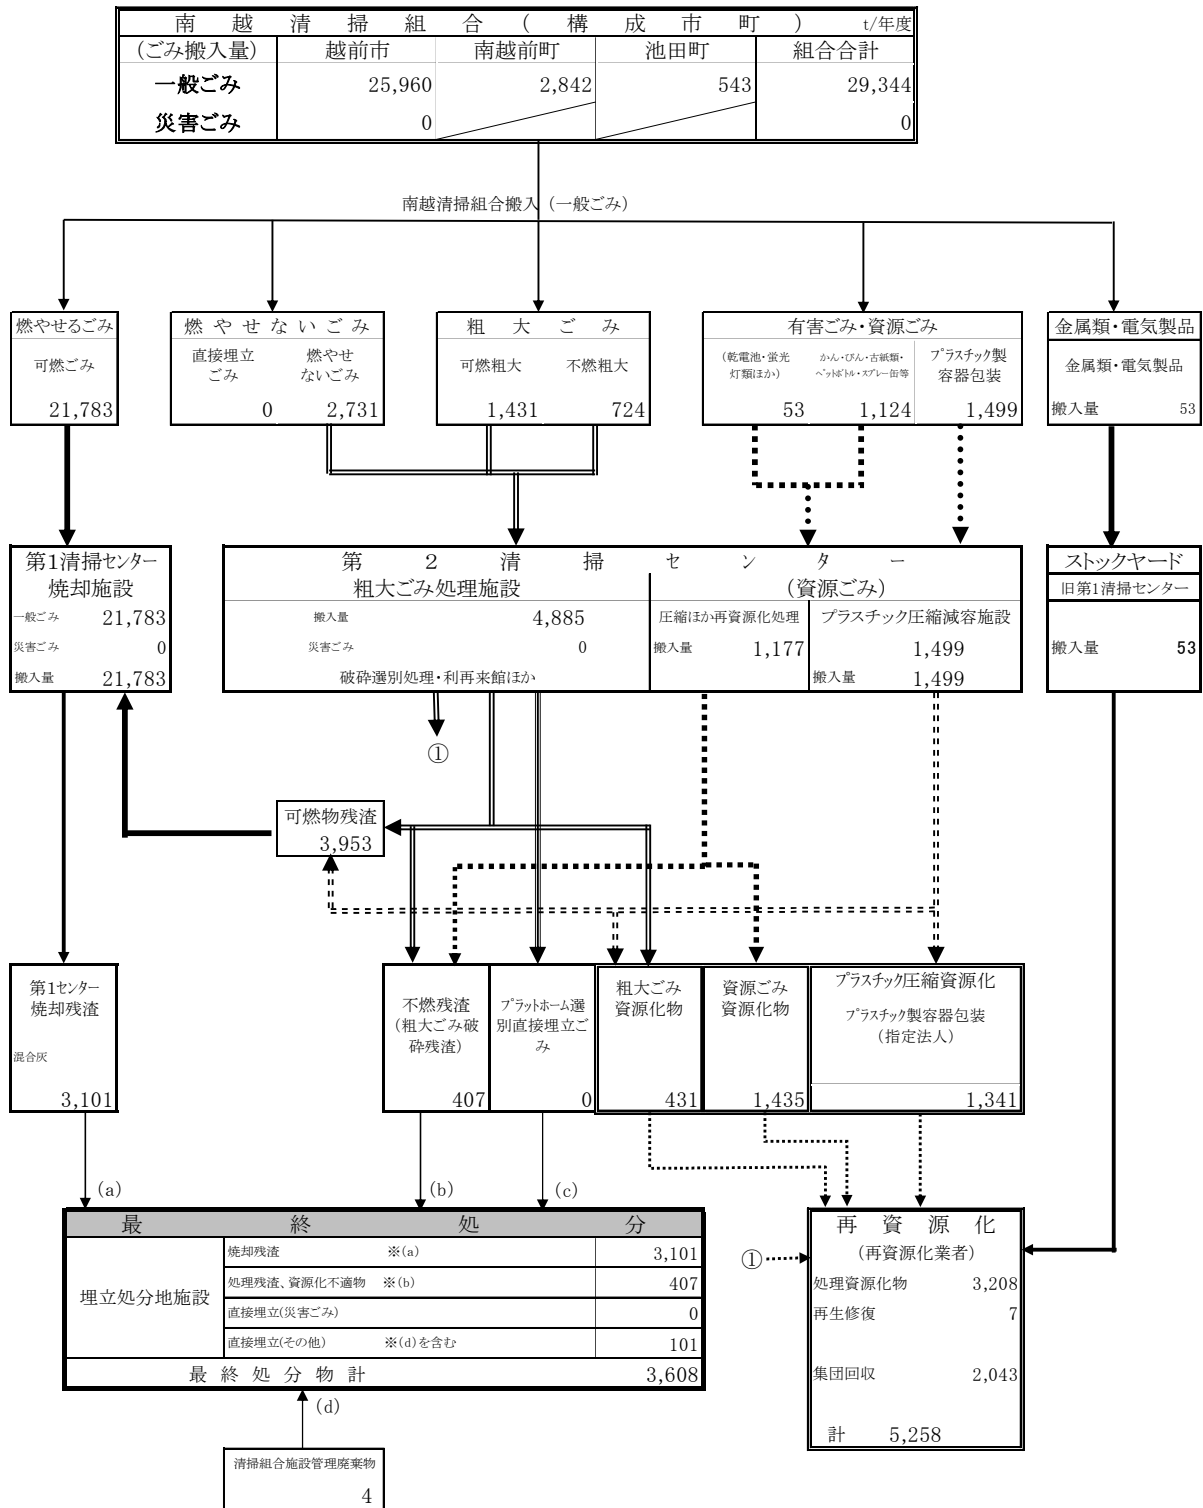 南越清掃組合(構成市町) t/年度
(ごみ搬入量) 越前市 南越前町 池田町 組合合計
一般ごみ 25,960 2,842 543 29,344
災害ごみ 0 0
南越清掃組合搬入(一般ごみ)
燃やせるごみ
可燃ごみ
21,783
燃やせないごみ
直接埋立
ごみ
0
燃やせ
ないごみ
2,731
粗大ごみ
可燃粗大 不燃粗大
1,431 724
有害ごみ・資源ごみ
(乾電池・蛍光
灯類ほか)
53
かん・びん・古紙類・
ペットボトル・スプレー缶等
1,124
プラスチック製
容器包装
1,499
金属類・電気製品
金属類・電気製品
搬入量 53
第1清掃センター
焼却施設
一般ごみ 21,783
災害ごみ 0
搬入量 21,783
第2清掃センター
粗大ごみ処理施設
搬入量 4,885
災害ごみ 0
破砕選別処理・利再来館ほか
(資源ごみ)
圧縮ほか再資源化処理
搬入量 1,177
プラスチック圧縮減容施設
1,499
搬入量 1,499
ストックヤード
旧第1清掃センター
搬入量 53
①
可燃物残渣
3,953
第1センター
焼却残渣
混合灰
3,101
不燃残渣
(粗大ごみ破
砕残渣)
407
プラットホーム選
別直接埋立ご
み
0
粗大ごみ
資源化物
431
資源ごみ
資源化物
1,435
プラスチック圧縮資源化
プラスチック製容器包装
(指定法人)
1,341
(a)
(b)
(c)
最終処分
埋立処分地施設
焼却残渣 ※(a) 3,101
処理残渣、資源化不適物 ※(b) 407
直接埋立(災害ごみ) 0
直接埋立(その他) ※(d)を含む 101
最終処分物計 3,608
(d)
清掃組合施設管理廃棄物
4
①
再資源化
(再資源化業者)
処理資源化物 3,208
再生修復 7
集団回収 2,043
計 5,258